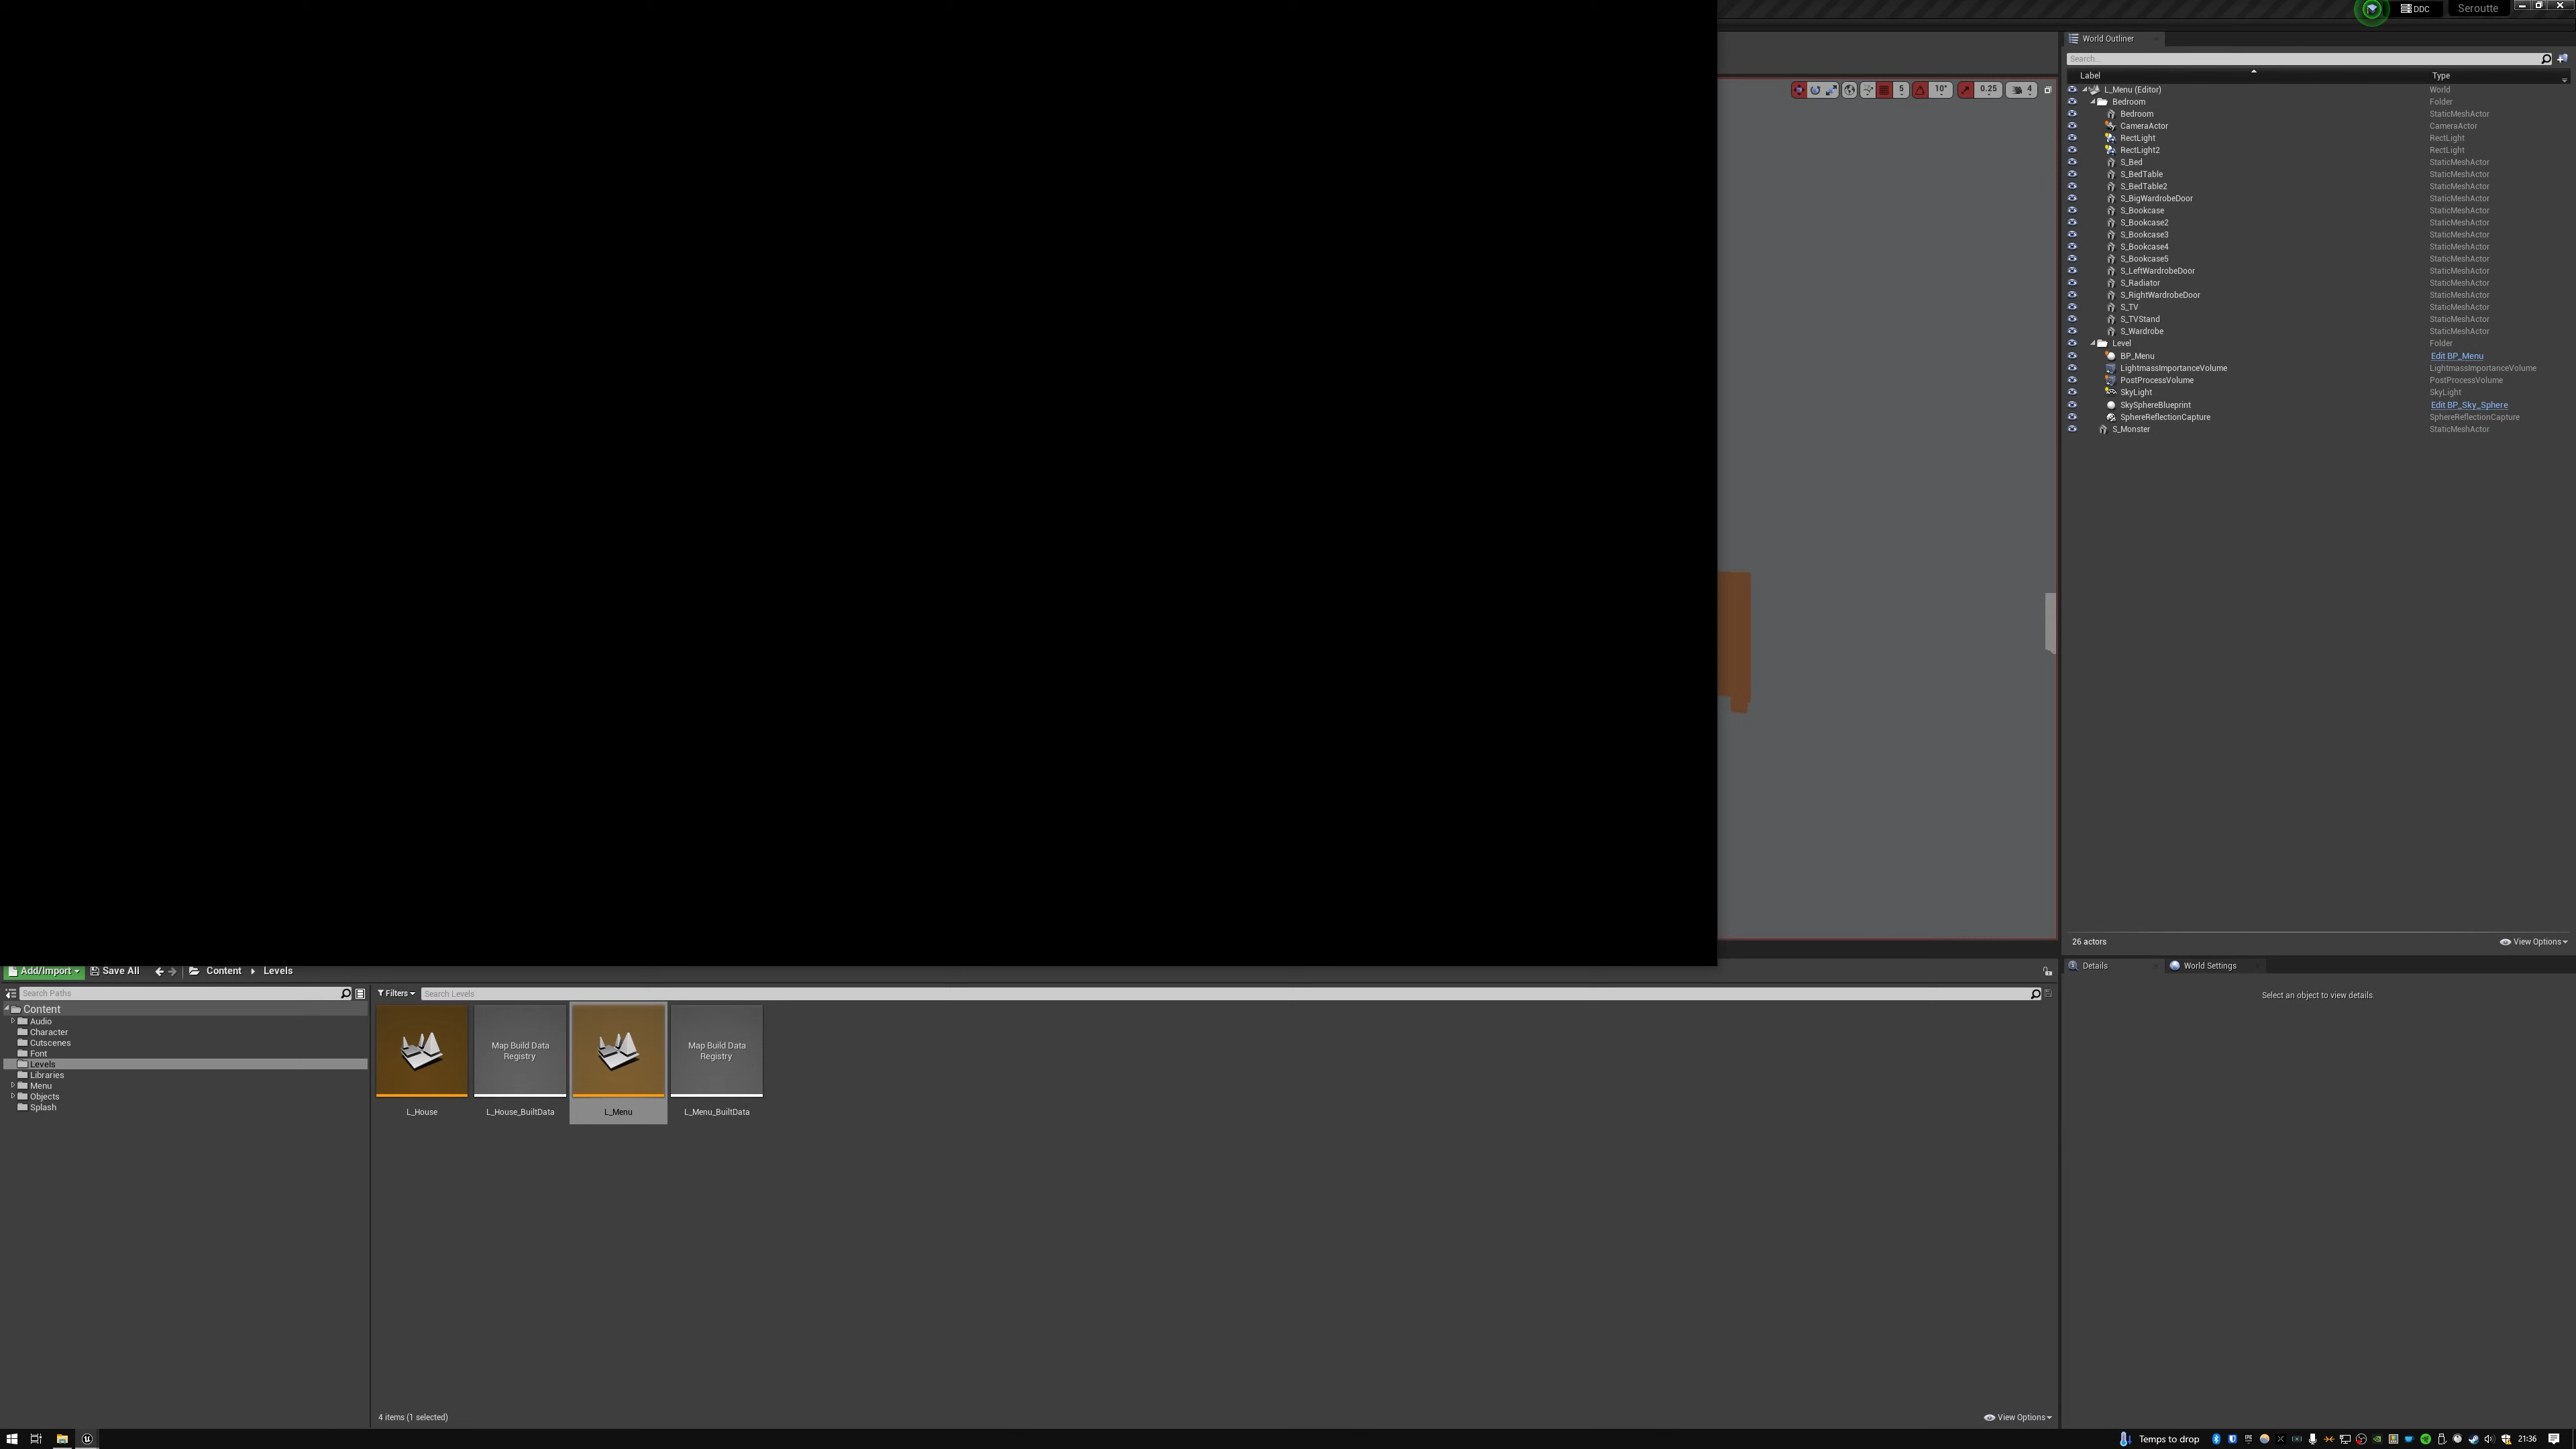 DDC
Seroutte
World Outliner
Search...
Label Type
5 10° 0.25 4
L_Menu (Editor) World
Bedroom Folder
Bedroom StaticMeshActor
CameraActor CameraActor
RectLight RectLight
RectLight2 RectLight
S_Bed StaticMeshActor
S_BedTable StaticMeshActor
S_BedTable2 StaticMeshActor
S_BigWardrobeDoor StaticMeshActor
S_Bookcase StaticMeshActor
S_Bookcase2 StaticMeshActor
S_Bookcase3 StaticMeshActor
S_Bookcase4 StaticMeshActor
S_Bookcase5 StaticMeshActor
S_LeftWardrobeDoor StaticMeshActor
S_Radiator StaticMeshActor
S_RightWardrobeDoor StaticMeshActor
S_TV StaticMeshActor
S_TVStand StaticMeshActor
S_Wardrobe StaticMeshActor
Level Folder
BP_Menu Edit BP_Menu
LightmassImportanceVolume LightmassImportanceVolume
PostProcessVolume PostProcessVolume
SkyLight SkyLight
SkySphereBlueprint Edit BP_Sky_Sphere
SphereReflectionCapture SphereReflectionCapture
S_Monster StaticMeshActor
26 actors View Options
Details World Settings
Select an object to view details.
Add/Import Save All Content Levels
Search Paths
Filters Search Levels
Content
Audio
Character
Cutscenes
Font
Levels
Libraries
Menu
Objects
Splash
Map Build Data
Registry
Map Build Data
Registry
L_House L_House_BuiltData L_Menu L_Menu_BuiltData
4 items (1 selected) View Options
Temps to drop 21:36